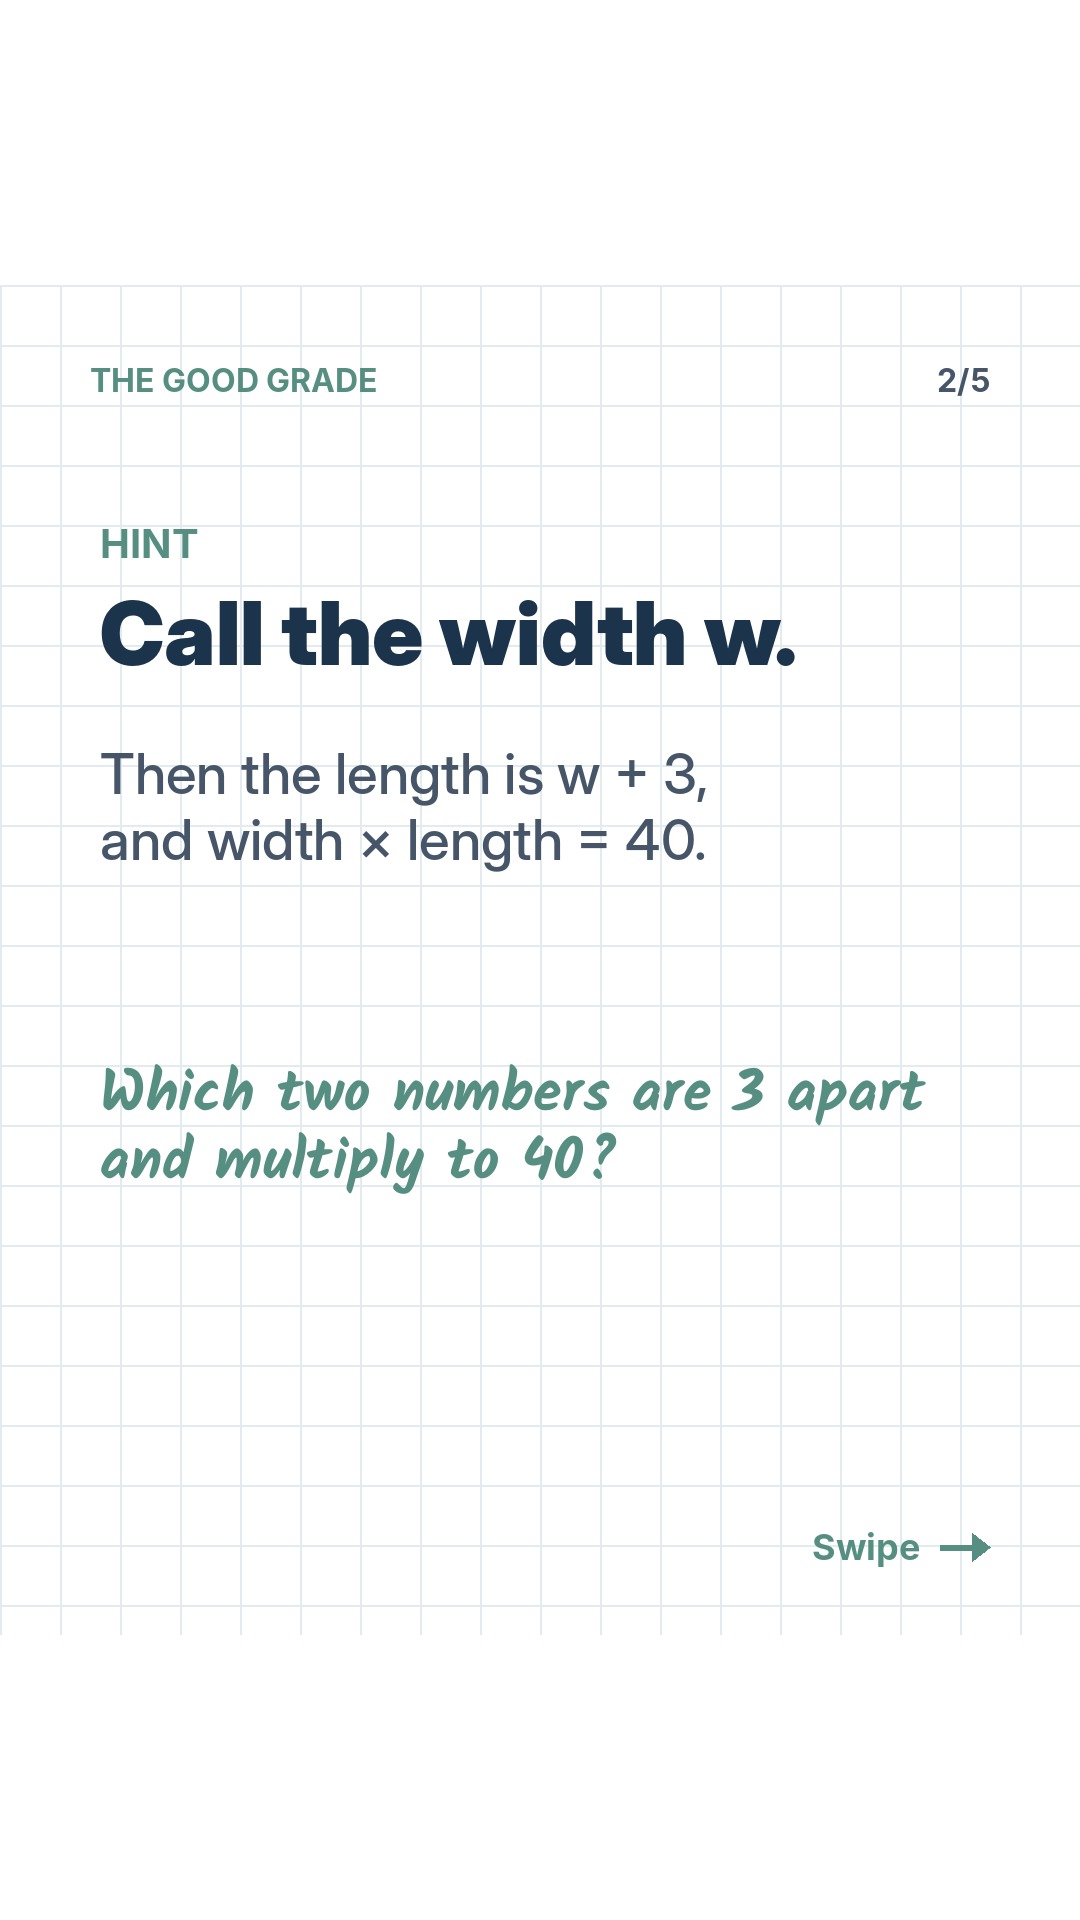 THE GOOD GRADE
2/5
HINT
Call the width w.
Then the length is w + 3,
and width × length = 40.
Which two numbers are 3 apart
and multiply to 40?
Swipe →